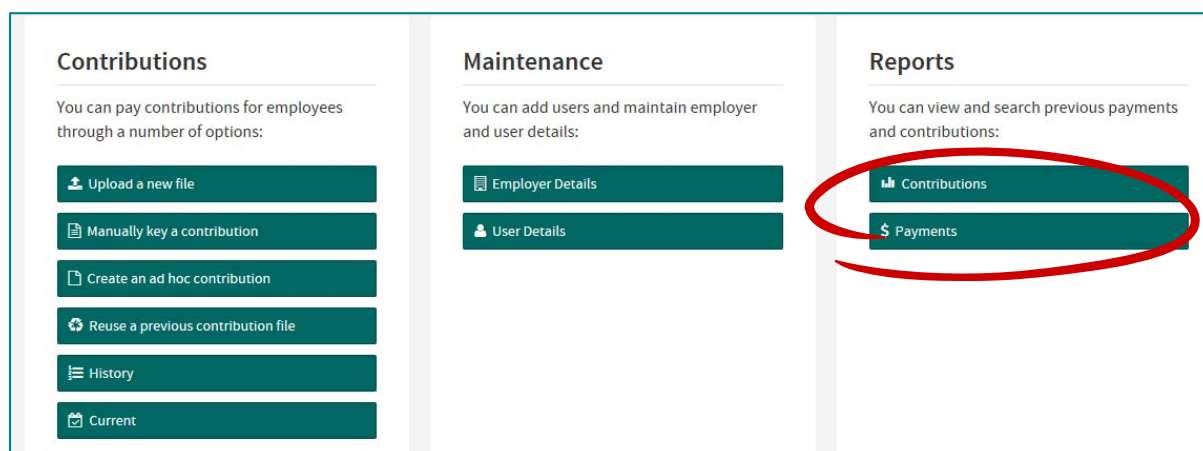 Contributions
You can pay contributions for employees
through a number of options:
Upload a new file
Manually key a contribution
Create an ad hoc contribution
Reuse a previous contribution file
History
Current
Maintenance
You can add users and maintain employer
and user details:
Employer Details
User Details
Reports
You can view and search previous payments
and contributions:
Contributions
$ Payments